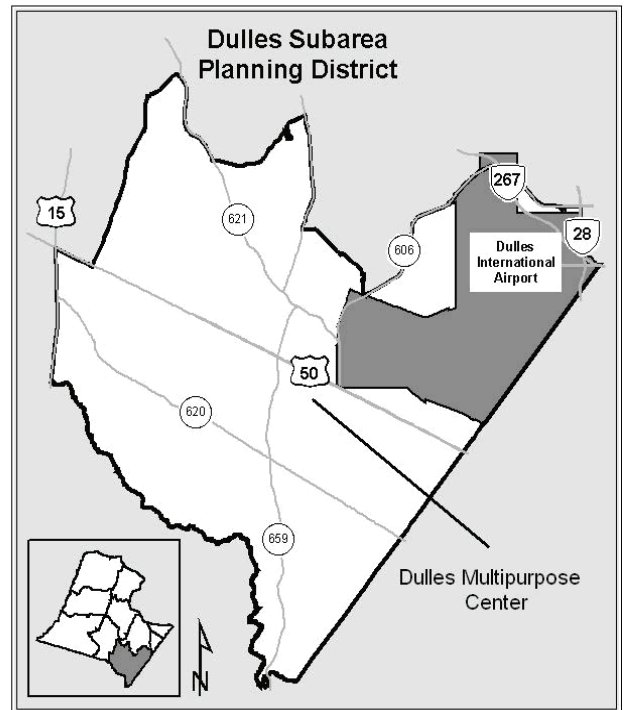 Dulles Subarea
Planning District
267
15
621
28
606
Dulles
International
Airport
50
620
659
Dulles Multipurpose
Center
N